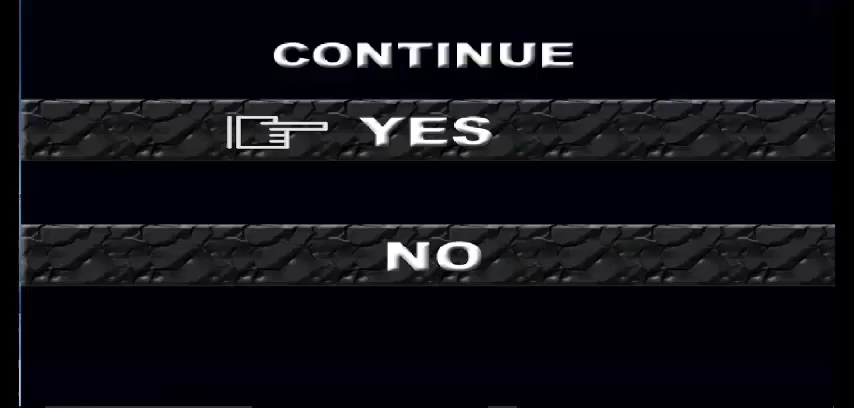 CONTINUE
YES
NO